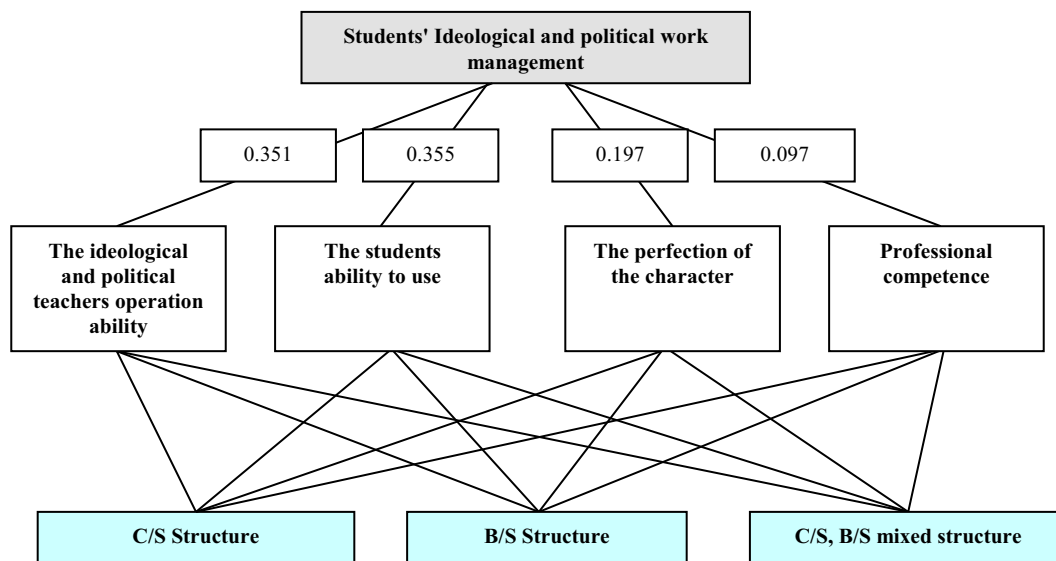 Students' Ideological and political work
management
0.351
0.355
0.197
0.097
The ideological
and political
teachers operation
ability
The students
ability to use
The perfection of
the character
Professional
competence
C/S Structure
B/S Structure
C/S, B/S mixed structure